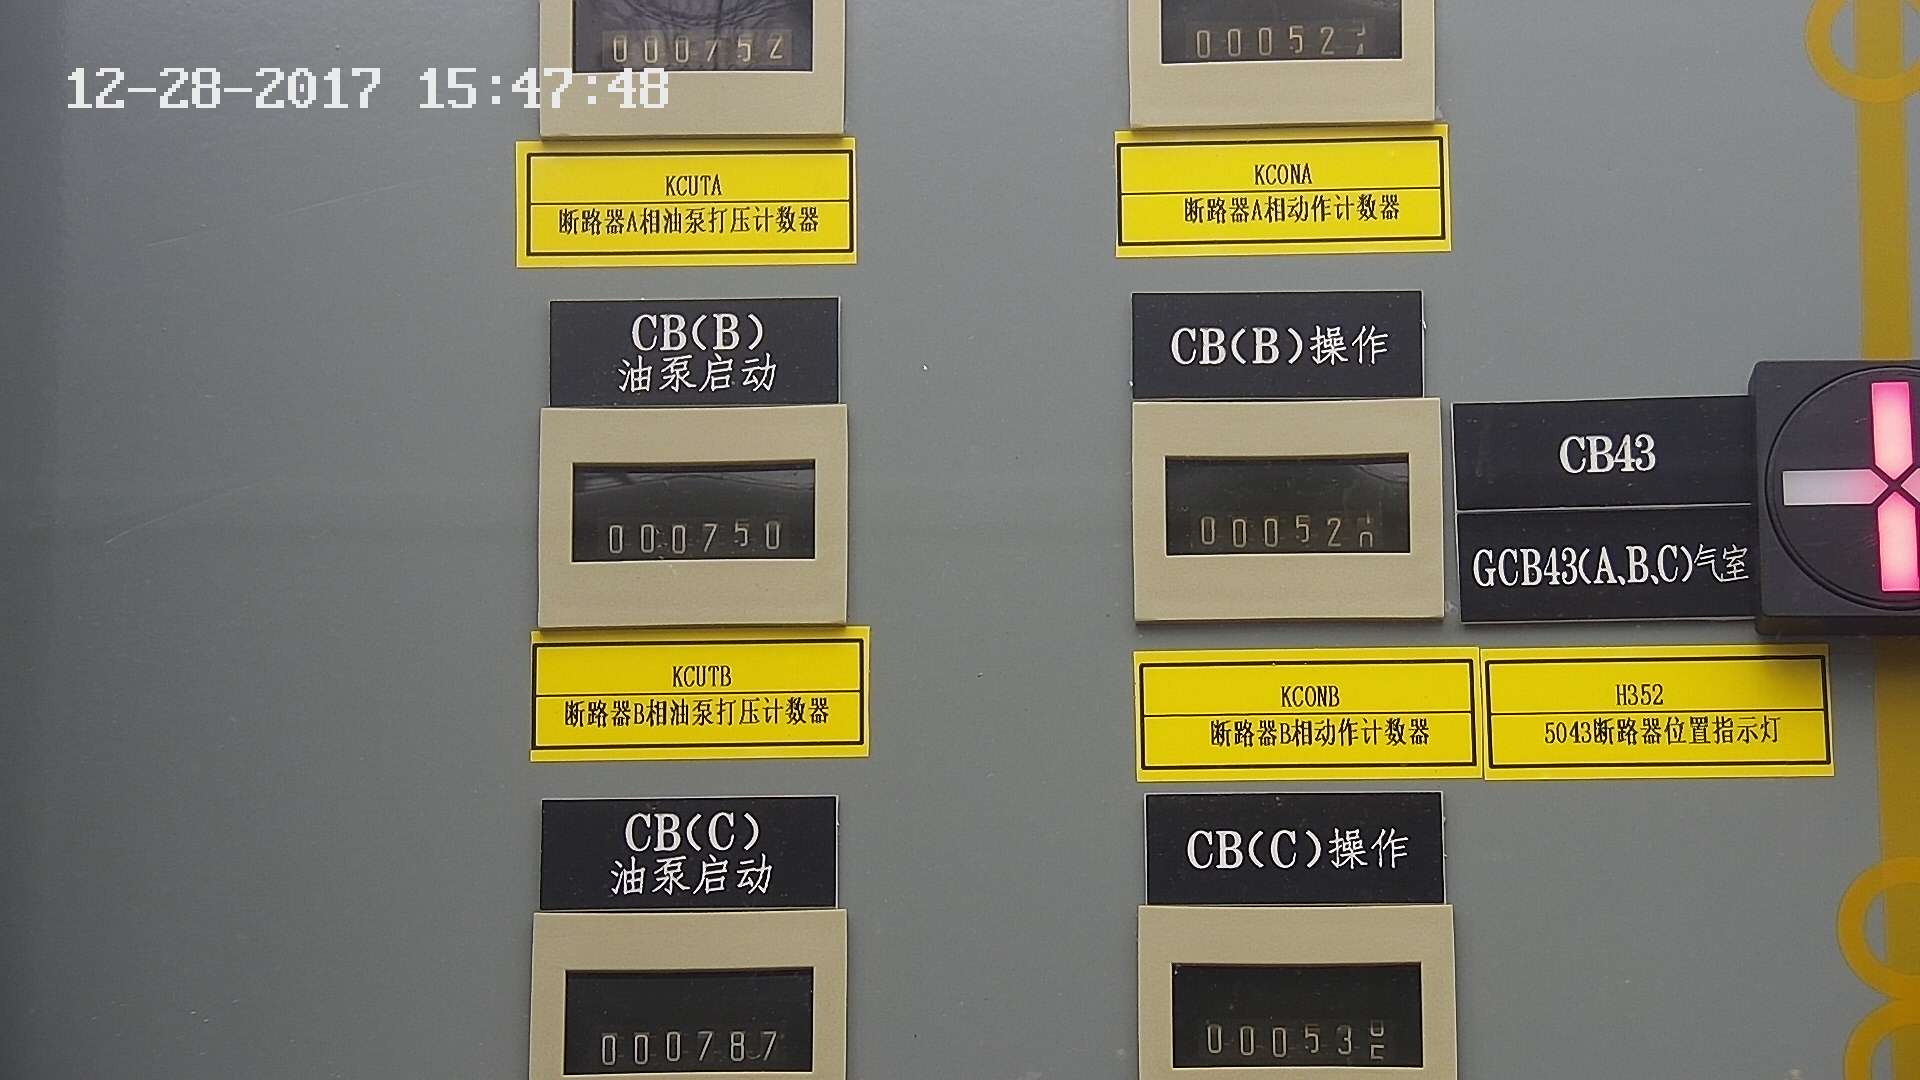 000752
00052
12-28-2017 15:47:48
KCUTA
断路器A相油泵打压计数器
KCONA
断路器A相动作计数器
CB(B)
油泵启动
CB(B)操作
000750
00052
CB43
GCB43(A、B、C)气室
KCUTB
断路器B相油泵打压计数器
KCONB
断路器B相动作计数器
H352
5043断路器位置指示灯
CB(C)
油泵启动
CB(C)操作
000787
00053